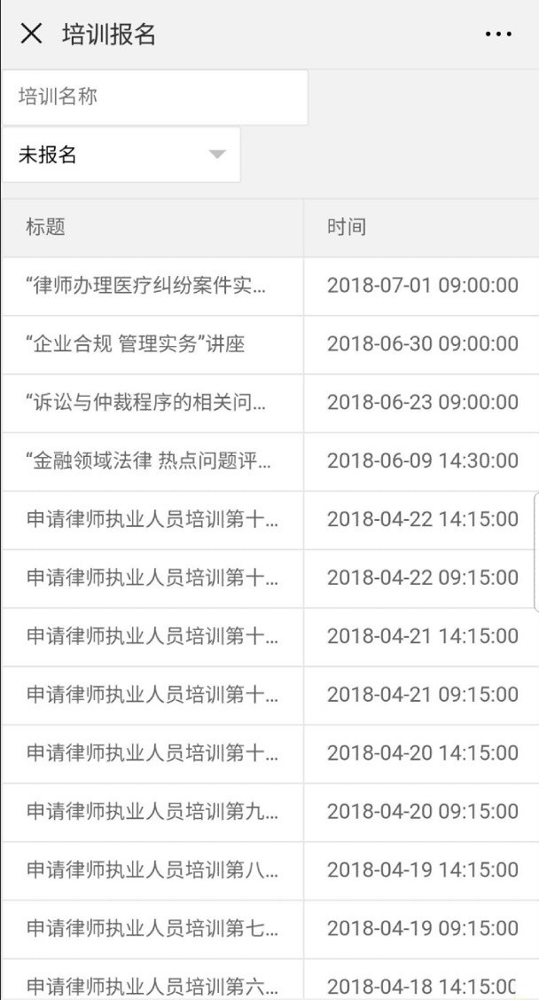 培训报名
培训名称
未报名
标题 时间
“律师办理医疗纠纷案件实... 2018-07-01 09:00:00
“企业合规 管理实务”讲座 2018-06-30 09:00:00
“诉讼与仲裁程序的相关问... 2018-06-23 09:00:00
“金融领域法律 热点问题评... 2018-06-09 14:30:00
申请律师执业人员培训第十... 2018-04-22 14:15:00
申请律师执业人员培训第十... 2018-04-22 09:15:00
申请律师执业人员培训第十... 2018-04-21 14:15:00
申请律师执业人员培训第十... 2018-04-21 09:15:00
申请律师执业人员培训第十... 2018-04-20 14:15:00
申请律师执业人员培训第九... 2018-04-20 09:15:00
申请律师执业人员培训第八... 2018-04-19 14:15:00
申请律师执业人员培训第七... 2018-04-19 09:15:00
申请律师执业人员培训第六... 2018-04-18 14:15:00